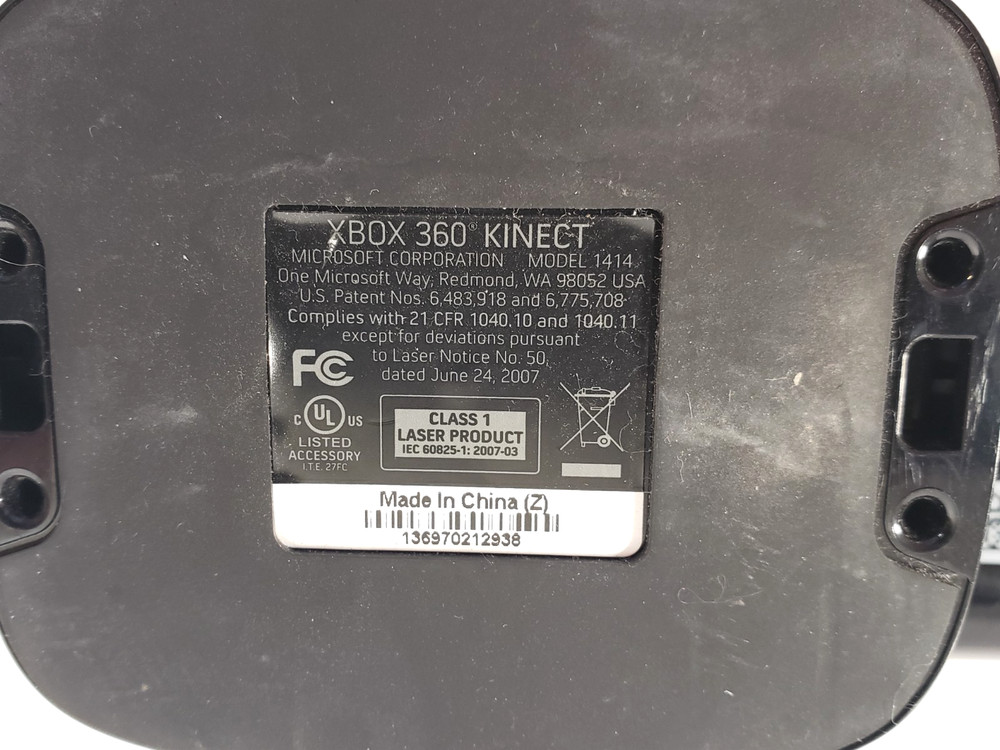 XBOX 360® KINECT
MICROSOFT CORPORATION MODEL 1414
One Microsoft Way, Redmond, WA 98052 USA
U.S. Patent Nos. 6,483,918 and 6,775,708
Complies with 21 CFR 1040.10 and 1040.11
except for deviations pursuant
to Laser Notice No. 50,
dated June 24, 2007
FC
C UL US
LISTED
ACCESSORY
I.T.E. 27FC
CLASS 1
LASER PRODUCT
IEC 60825-1: 2007-03
Made In China (Z)
136970212938